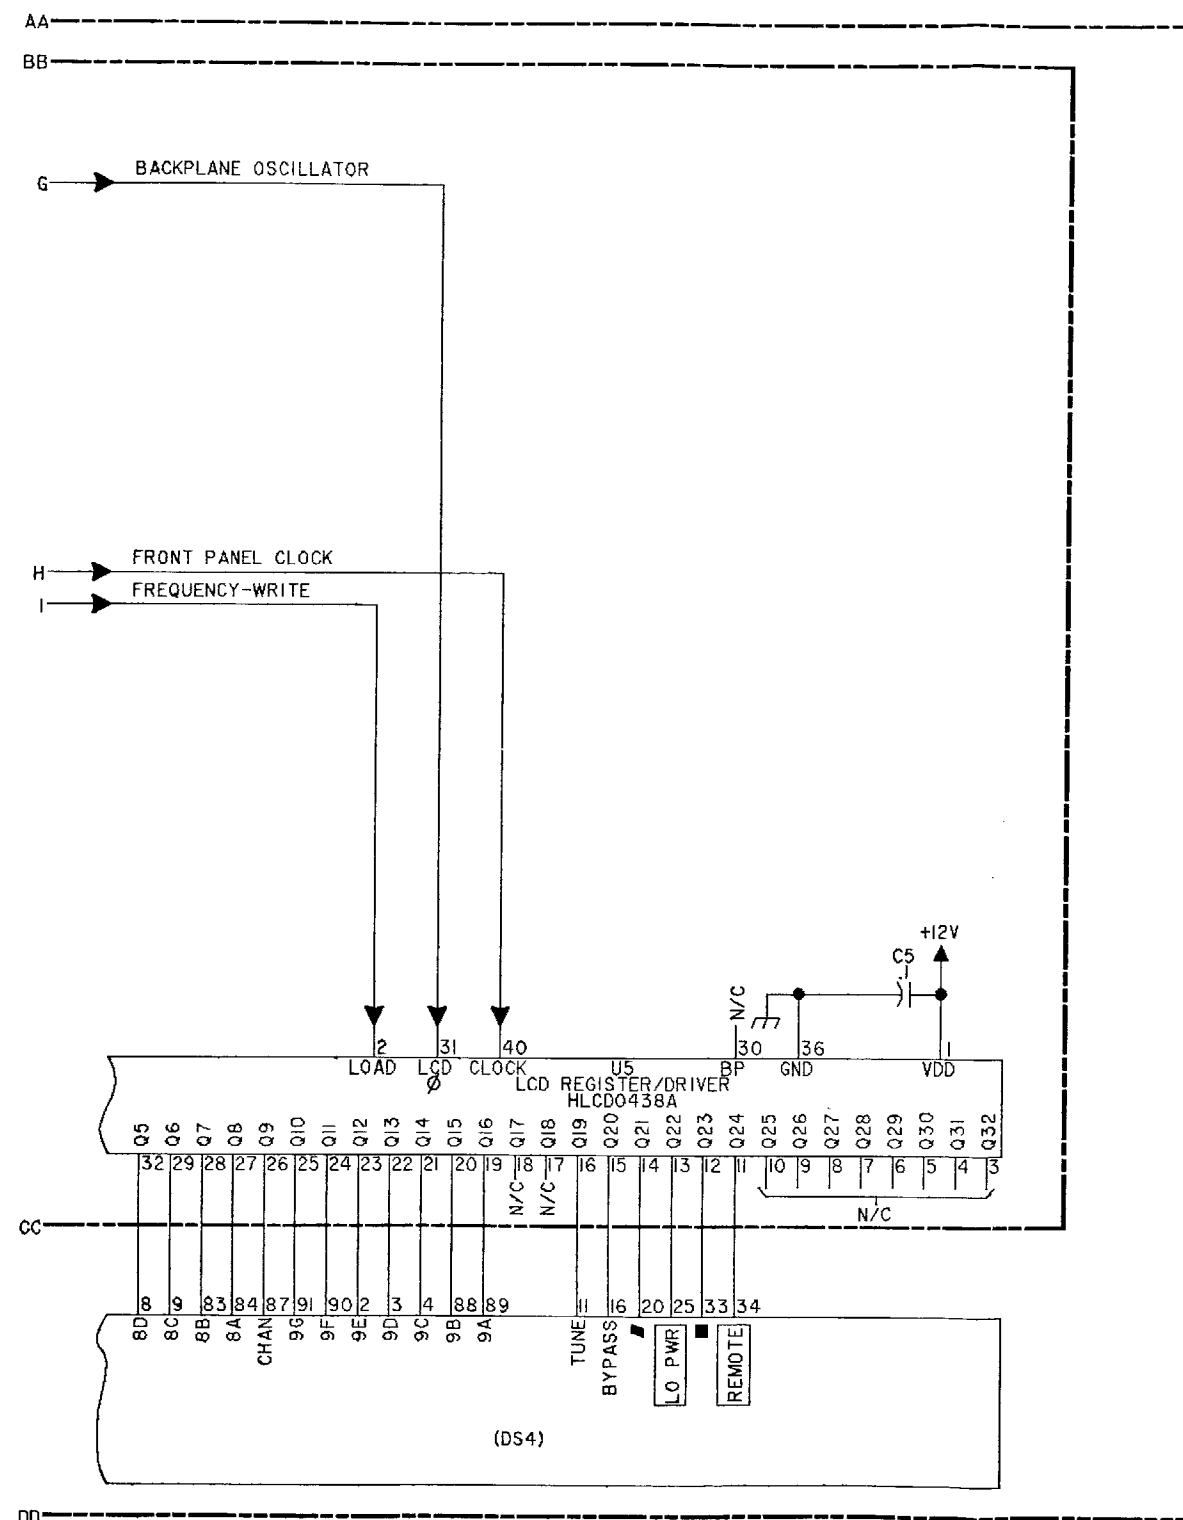 AA
BB
BACKPLANE OSCILLATOR
G
FRONT PANEL CLOCK
H
FREQUENCY-WRITE
I
+12V
C5
N/C
2 31 40 30 36 1
LOAD LCD CLOCK U5 BP GND VDD
Ø LCD REGISTER/DRIVER
HLCD0438A
Q5 Q6 Q7 Q8 Q9 Q10 Q11 Q12 Q13 Q14 Q15 Q16 Q17 Q18 Q19 Q20 Q21 Q22 Q23 Q24 Q25 Q26 Q27 Q28 Q29 Q30 Q31 Q32
32 29 28 27 26 25 24 23 22 21 20 19 18 17 16 15 14 13 12 11 10 9 8 7 6 5 4 3
N/C N/C
N/C
CC
8 9 83 84 87 91 90 2 3 4 88 89 11 16 20 25 33 34
8D 8C 8B 8A CHAN 9G 9F 9E 9D 9C 9B 9A TUNE BYPASS LO PWR REMOTE
(DS4)
DD